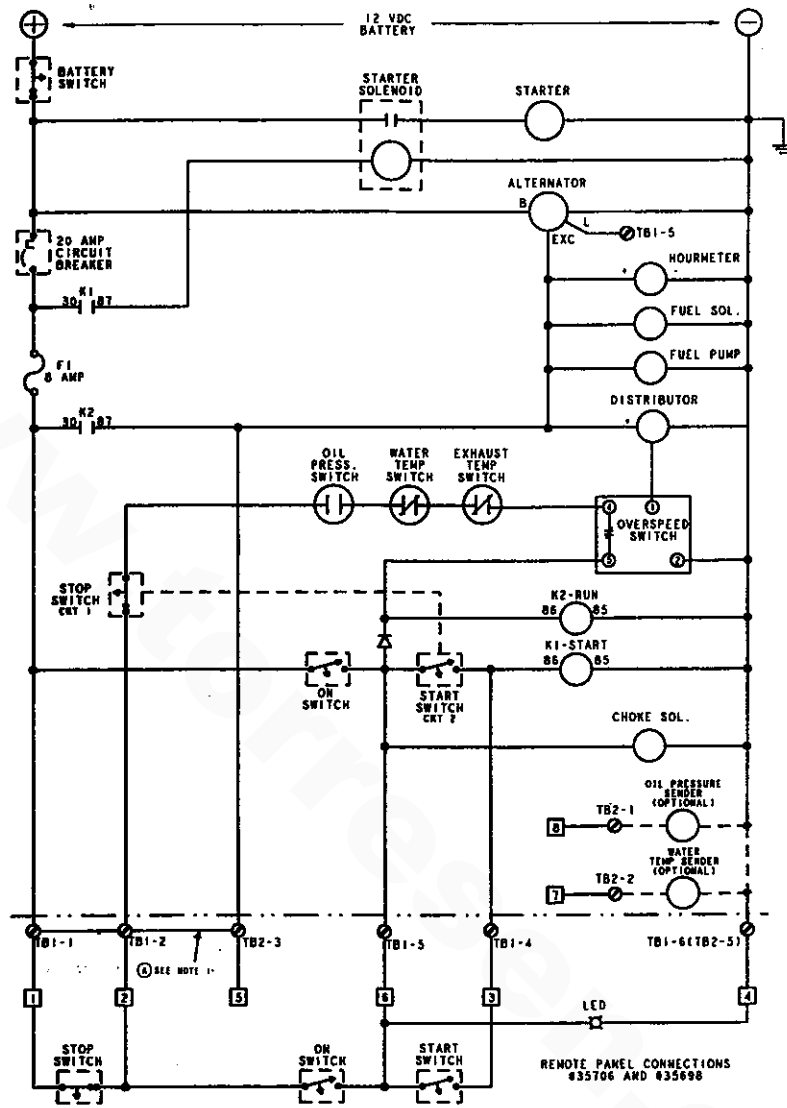 +
12 VDC
BATTERY
−
BATTERY
SWITCH
STARTER
SOLENOID
STARTER
ALTERNATOR
B
L
TB1-5
EXC
20 AMP
CIRCUIT
BREAKER
HOURMETER
+ -
K1
30 87
FUEL SOL.
F1
8 AMP
FUEL PUMP
K2
30 87
DISTRIBUTOR
+
OIL
PRESS.
SWITCH
WATER
TEMP
SWITCH
EXHAUST
TEMP
SWITCH
4 1
OVERSPEED
SWITCH
5 2
STOP
SWITCH
CKT 1
K2-RUN
86 85
K1-START
86 85
ON
SWITCH
START
SWITCH
CKT 2
CHOKE SOL.
OIL PRESSURE
SENDER
(OPTIONAL)
8 TB2-1
WATER
TEMP SENDER
(OPTIONAL)
7 TB2-2
TB1-1 TB1-2 TB2-3 TB1-5 TB1-4 TB1-6(TB2-5)
A SEE NOTE 1
1 2 5 6 3 4
LED
STOP
SWITCH
ON
SWITCH
START
SWITCH
REMOTE PANEL CONNECTIONS
#35706 AND #35698
www.torresen